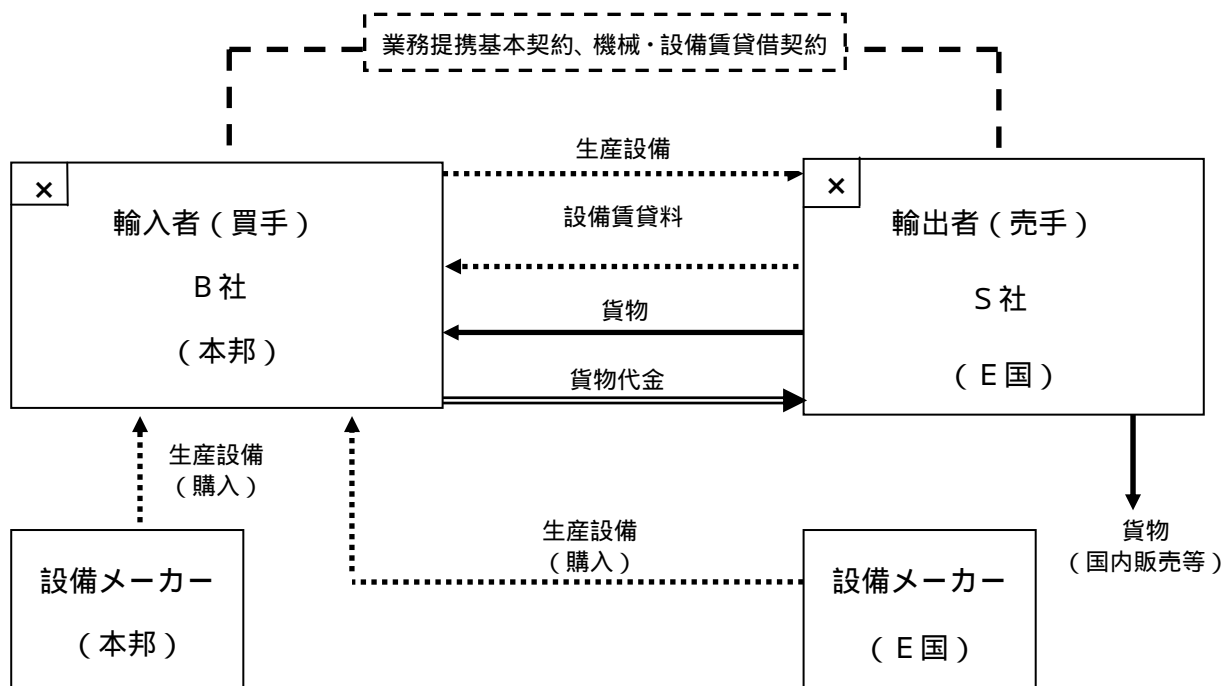 業務提携基本契約、機械・設備賃貸借契約
生産設備
×
×
輸入者（買手）
設備賃貸料
輸出者（売手）
Ｂ社
Ｓ社
貨物
（本邦）
貨物代金
（Ｅ国）
生産設備
（購入）
生産設備
（購入）
貨物
（国内販売等）
設備メーカー
（本邦）
設備メーカー
（Ｅ国）